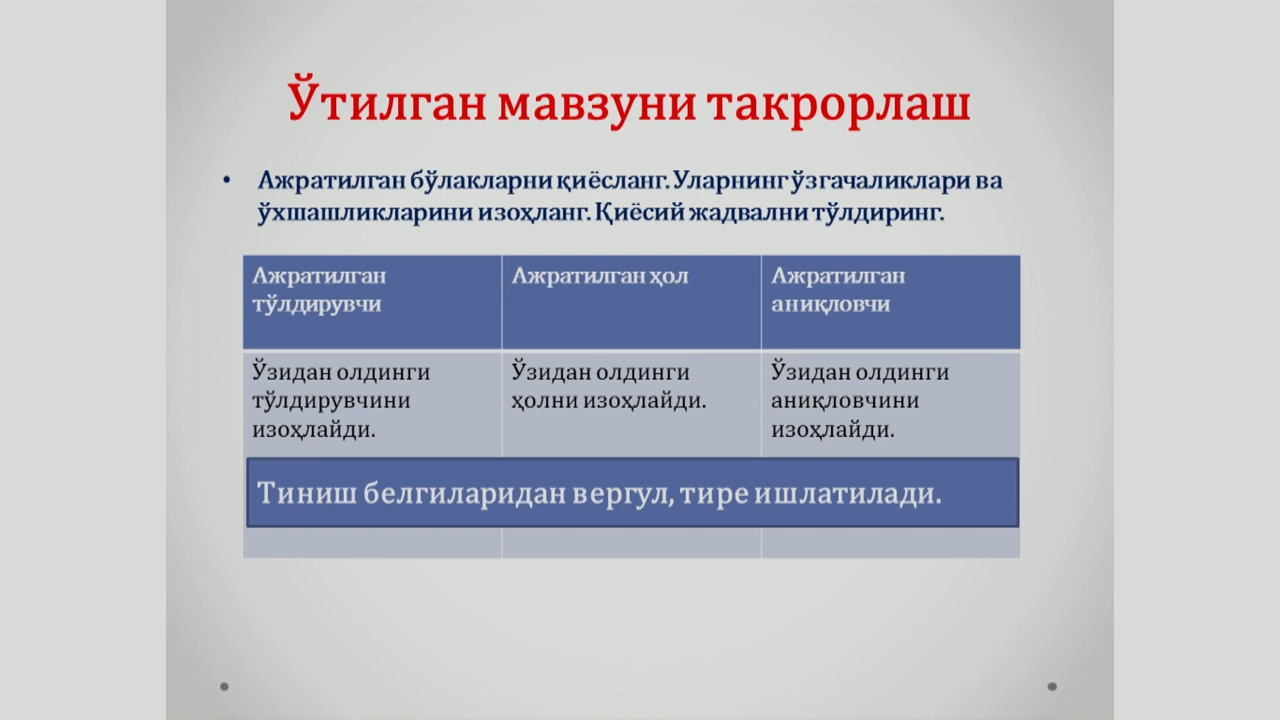 Ўтилган мавзуни такрорлаш
• Ажратилган бўлакларни қиёсланг. Уларнинг ўзгачаликлари ва
ўхшашликларини изоҳланг. Қиёсий жадвални тўлдиринг.
Ажратилган
тўлдирувчи
Ажратилган ҳол
Ажратилган
аниқловчи
Ўзидан олдинги
тўлдирувчини
изоҳлайди.
Ўзидан олдинги
ҳолни изоҳлайди.
Ўзидан олдинги
аниқловчини
изоҳлайди.
Тиниш белгиларидан вергул, тире ишлатилади.